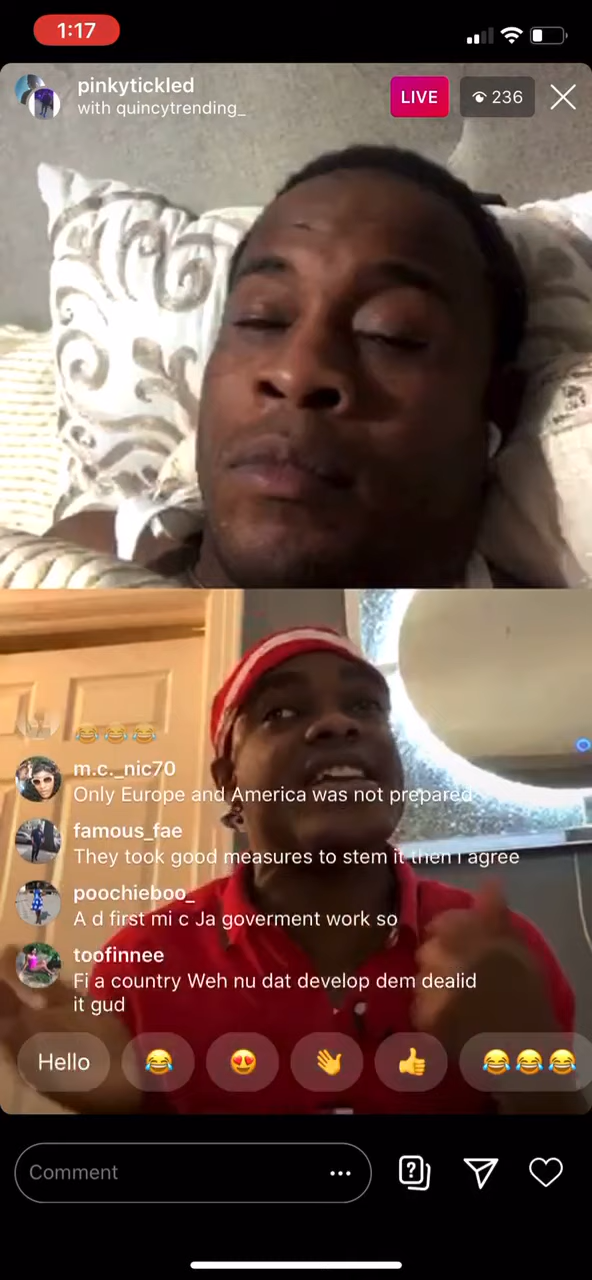 1:17
pinkytickled
with quincytrending_
LIVE
236
😂😂😂
m.c._nic70
Only Europe and America was not prepared
famous_fae
They took good measures to stem it then I agree
poochieboo_
A d first mi c Ja goverment work so
toofinnee
Fi a country Weh nu dat develop dem dealid
it gud
Hello 😂 😍 👋 👍 😂😂😂
Comment